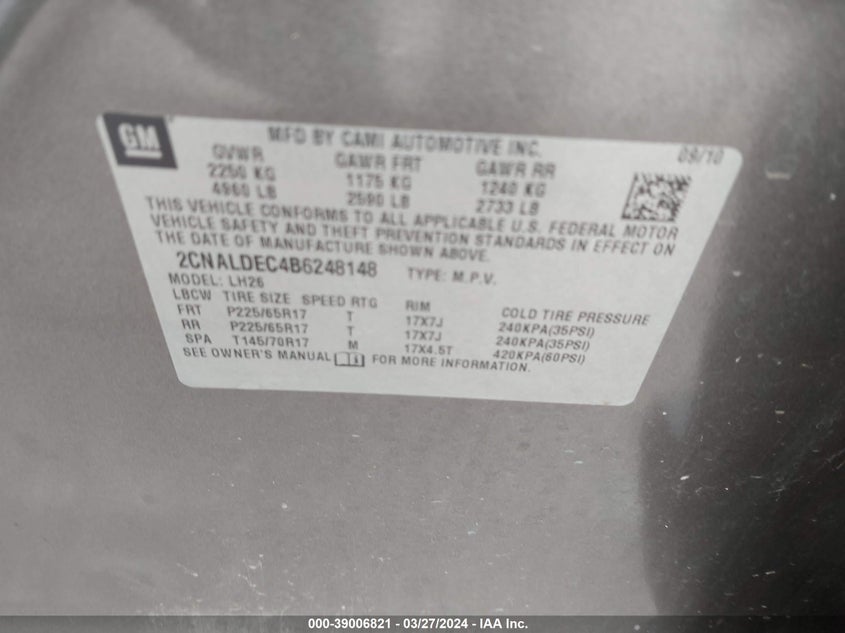 GM
MFD BY CAMI AUTOMOTIVE INC. 09/10
GVWR GAWR FRT GAWR RR
2250 KG 1175 KG 1240 KG
4960 LB 2590 LB 2733 LB
THIS VEHICLE CONFORMS TO ALL APPLICABLE U.S. FEDERAL MOTOR
VEHICLE SAFETY AND THEFT PREVENTION STANDARDS IN EFFECT ON
THE DATE OF MANUFACTURE SHOWN ABOVE.
2CNALDEC4B6248148 TYPE: M.P.V.
MODEL: LH26
LBCW TIRE SIZE SPEED RTG RIM COLD TIRE PRESSURE
FRT P225/65R17 T 17X7J 240KPA(35PSI)
RR P225/65R17 T 17X7J 240KPA(35PSI)
SPA T145/70R17 M 17X4.5T 420KPA(60PSI)
SEE OWNER'S MANUAL FOR MORE INFORMATION.
000-39006821 - 03/27/2024 - IAA Inc.